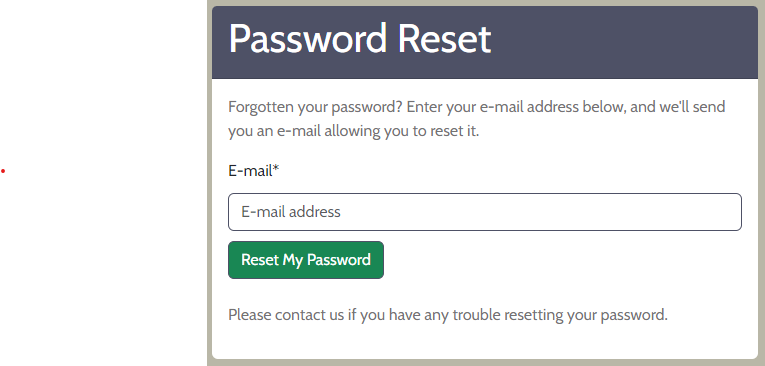 Password Reset
Forgotten your password? Enter your e-mail address below, and we'll send
you an e-mail allowing you to reset it.
E-mail*
E-mail address
Reset My Password
Please contact us if you have any trouble resetting your password.